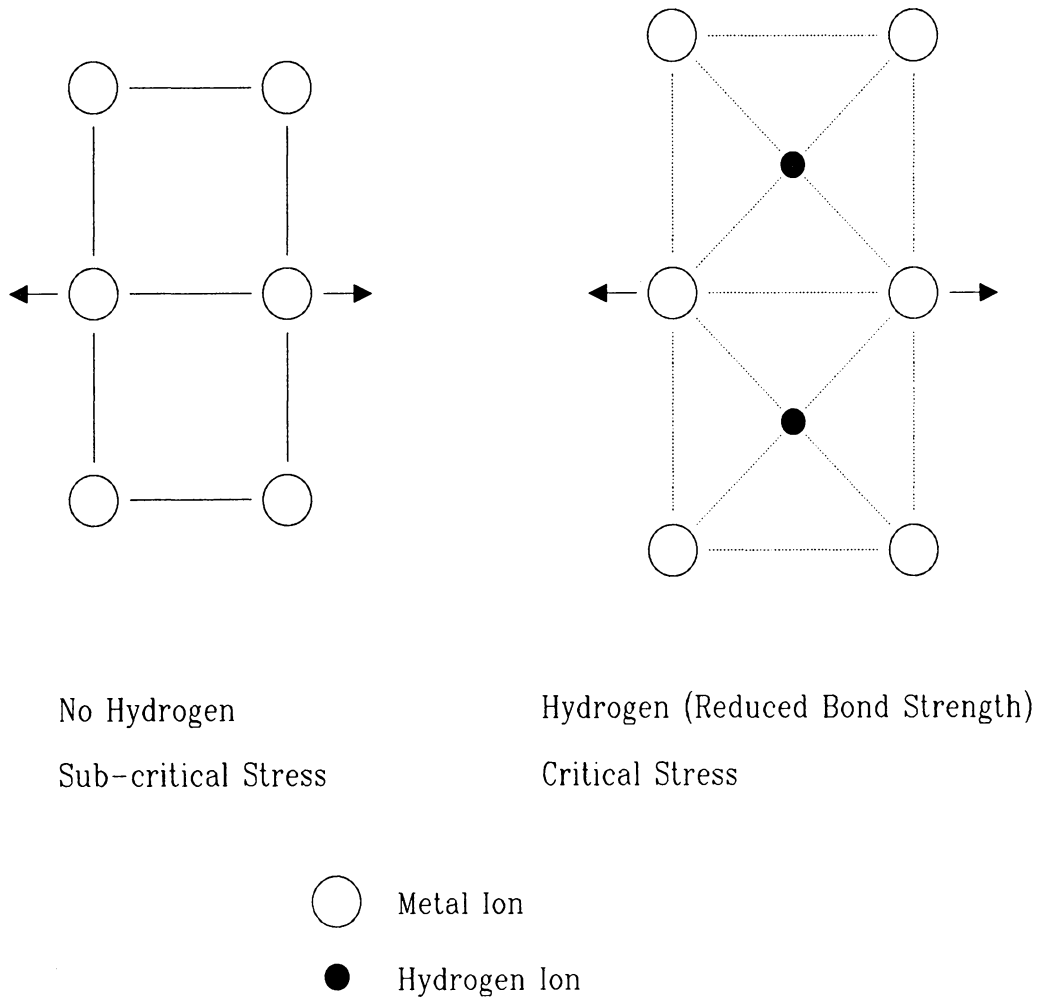 No Hydrogen
Sub-critical Stress
Hydrogen (Reduced Bond Strength)
Critical Stress
Metal Ion
Hydrogen Ion